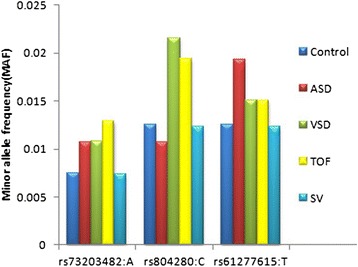 0.025
0.02
0.015
0.01
0.005
0
Minor allele frequency(MAF)
rs73203482:A
rs804280:C
rs61277615:T
Control
ASD
VSD
TOF
SV